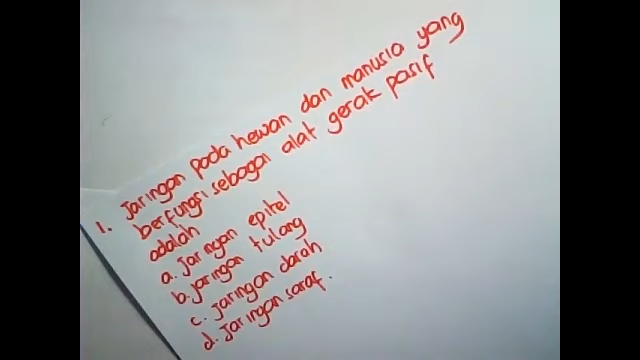 1. Jaringan pada hewan dan manusia yang
berfungsi sebagai alat gerak pasif
adalah
a. Jaringan epitel
b. jaringan tulang
c. jaringan darah
d. Jaringan saraf.